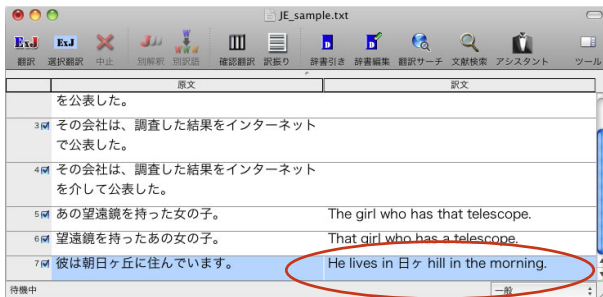 JE_sample.txt
ExJ ExJ
翻訳 選択翻訳 中止 別解釈 別訳語 確認翻訳 訳振り 辞書引き 辞書編集 翻訳サーチ 文献検索 アシスタント ツール
原文 訳文
を公表した。
3 その会社は、調査した結果をインターネット
で公表した。
4 その会社は、調査した結果をインターネット
を介して公表した。
5 あの望遠鏡を持った女の子。 The girl who has that telescope.
6 望遠鏡を持ったあの女の子。 That girl who has a telescope.
7 彼は朝日ヶ丘に住んでいます。 He lives in 日ヶ hill in the morning.
待機中 一般